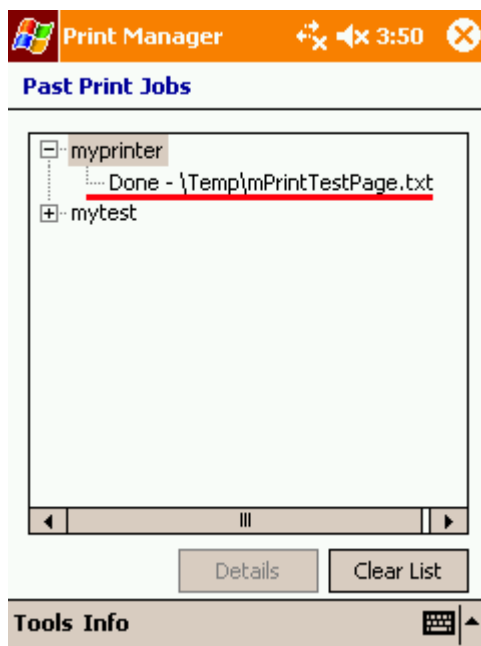 Print Manager 3:50
Past Print Jobs
myprinter
Done - \Temp\mPrintTestPage.txt
mytest
Details Clear List
Tools Info